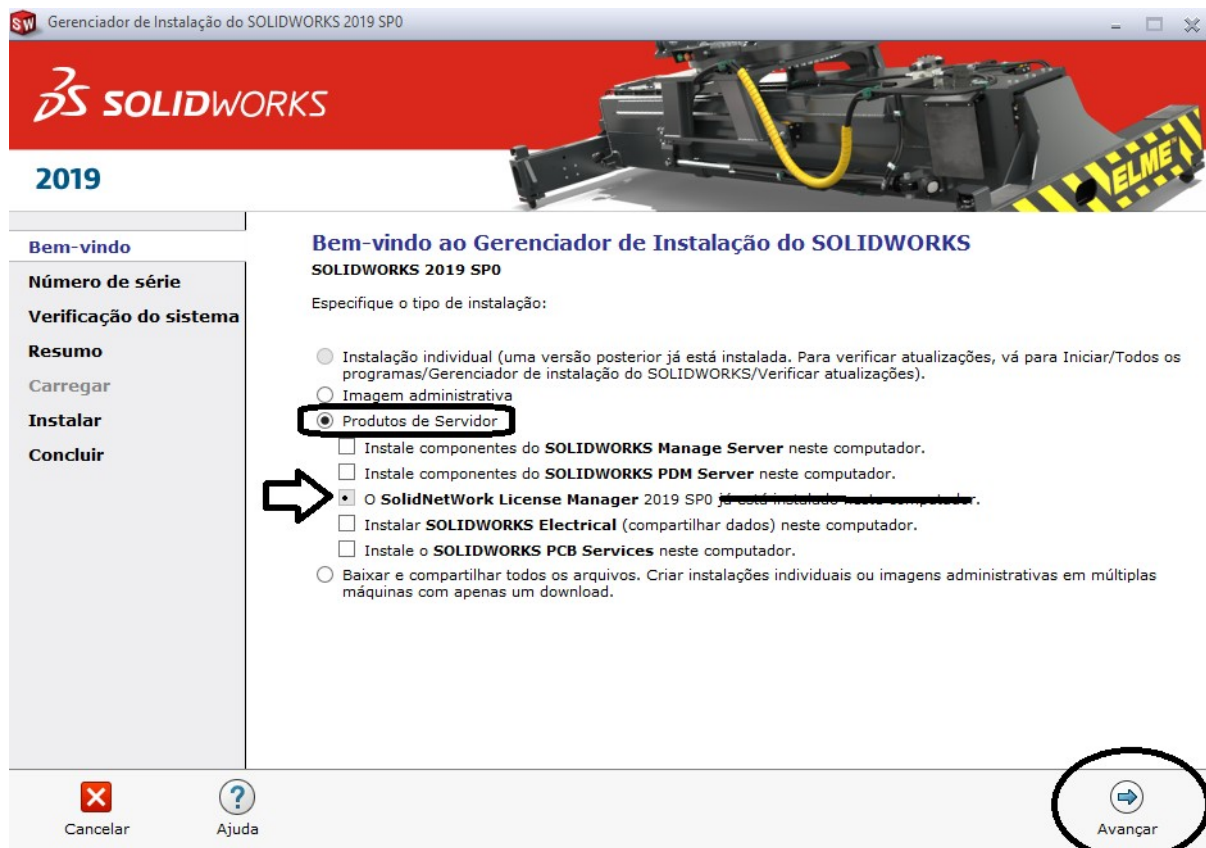 Gerenciador de Instalação do SOLIDWORKS 2019 SP0
SOLIDWORKS
2019
ELME
Bem-vindo
Número de série
Verificação do sistema
Resumo
Carregar
Instalar
Concluir
Bem-vindo ao Gerenciador de Instalação do SOLIDWORKS
SOLIDWORKS 2019 SP0
Especifique o tipo de instalação:
Instalação individual (uma versão posterior já está instalada. Para verificar atualizações, vá para Iniciar/Todos os
programas/Gerenciador de instalação do SOLIDWORKS/Verificar atualizações).
Imagem administrativa
Produtos de Servidor
Instale componentes do SOLIDWORKS Manage Server neste computador.
Instale componentes do SOLIDWORKS PDM Server neste computador.
O SolidNetWork License Manager 2019 SP0 já está instalado neste computador.
Instalar SOLIDWORKS Electrical (compartilhar dados) neste computador.
Instale o SOLIDWORKS PCB Services neste computador.
Baixar e compartilhar todos os arquivos. Criar instalações individuais ou imagens administrativas em múltiplas
máquinas com apenas um download.
Cancelar
Ajuda
Avançar